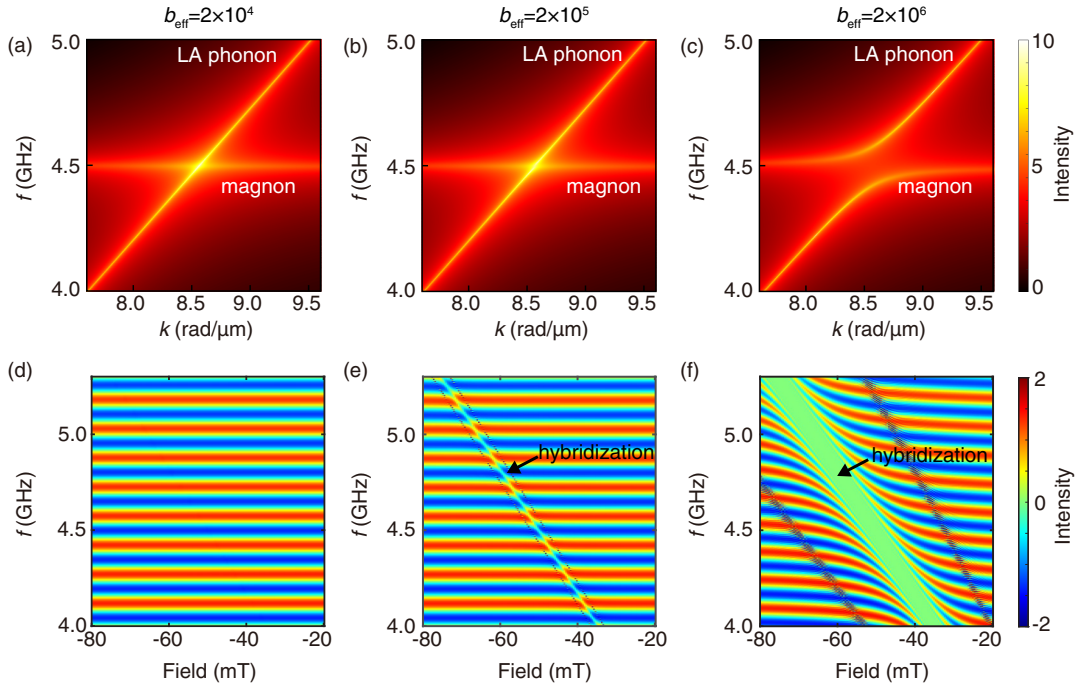 b_eff=2×10⁴
b_eff=2×10⁵
b_eff=2×10⁶
(a)
5.0
4.5
4.0
f (GHz)
LA phonon
magnon
8.0
8.5
9.0
9.5
k (rad/µm)
(b)
5.0
4.5
4.0
f (GHz)
LA phonon
magnon
8.0
8.5
9.0
9.5
k (rad/µm)
(c)
5.0
4.5
4.0
f (GHz)
LA phonon
magnon
8.0
8.5
9.0
9.5
k (rad/µm)
10
5
0
Intensity
(d)
5.0
4.5
4.0
f (GHz)
-80
-60
-40
-20
Field (mT)
(e)
5.0
4.5
4.0
f (GHz)
hybridization
-80
-60
-40
-20
Field (mT)
(f)
5.0
4.5
4.0
f (GHz)
hybridization
-80
-60
-40
-20
Field (mT)
2
1
0
-1
-2
Intensity